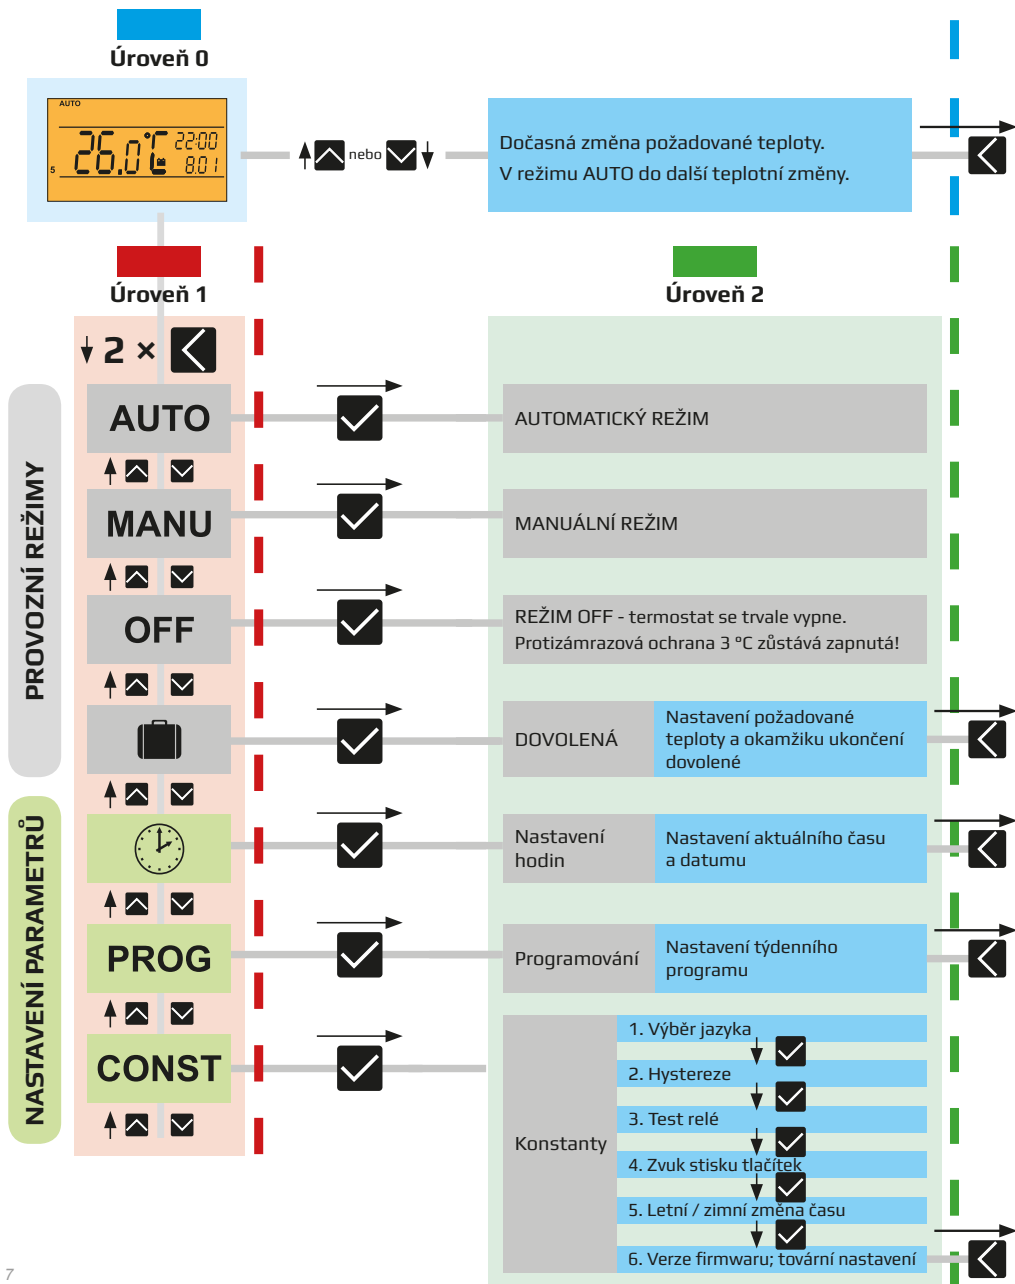 Úroveň 0
AUTO
26.0°C 22:00
5 8.01
nebo
Dočasná změna požadované teploty.
V režimu AUTO do další teplotní změny.
Úroveň 1
Úroveň 2
2 ×
PROVOZNÍ REŽIMY
AUTO
AUTOMATICKÝ REŽIM
MANU
MANUÁLNÍ REŽIM
OFF
REŽIM OFF - termostat se trvale vypne.
Protizámrazová ochrana 3 °C zůstává zapnutá!
DOVOLENÁ
Nastavení požadované
teploty a okamžiku ukončení
dovolené
NASTAVENÍ PARAMETRŮ
Nastavení
hodin
Nastavení aktuálního času
a datumu
PROG
Programování
Nastavení týdenního
programu
CONST
Konstanty
1. Výběr jazyka
2. Hystereze
3. Test relé
4. Zvuk stisku tlačítek
5. Letní / zimní změna času
6. Verze firmwaru; tovární nastavení
7